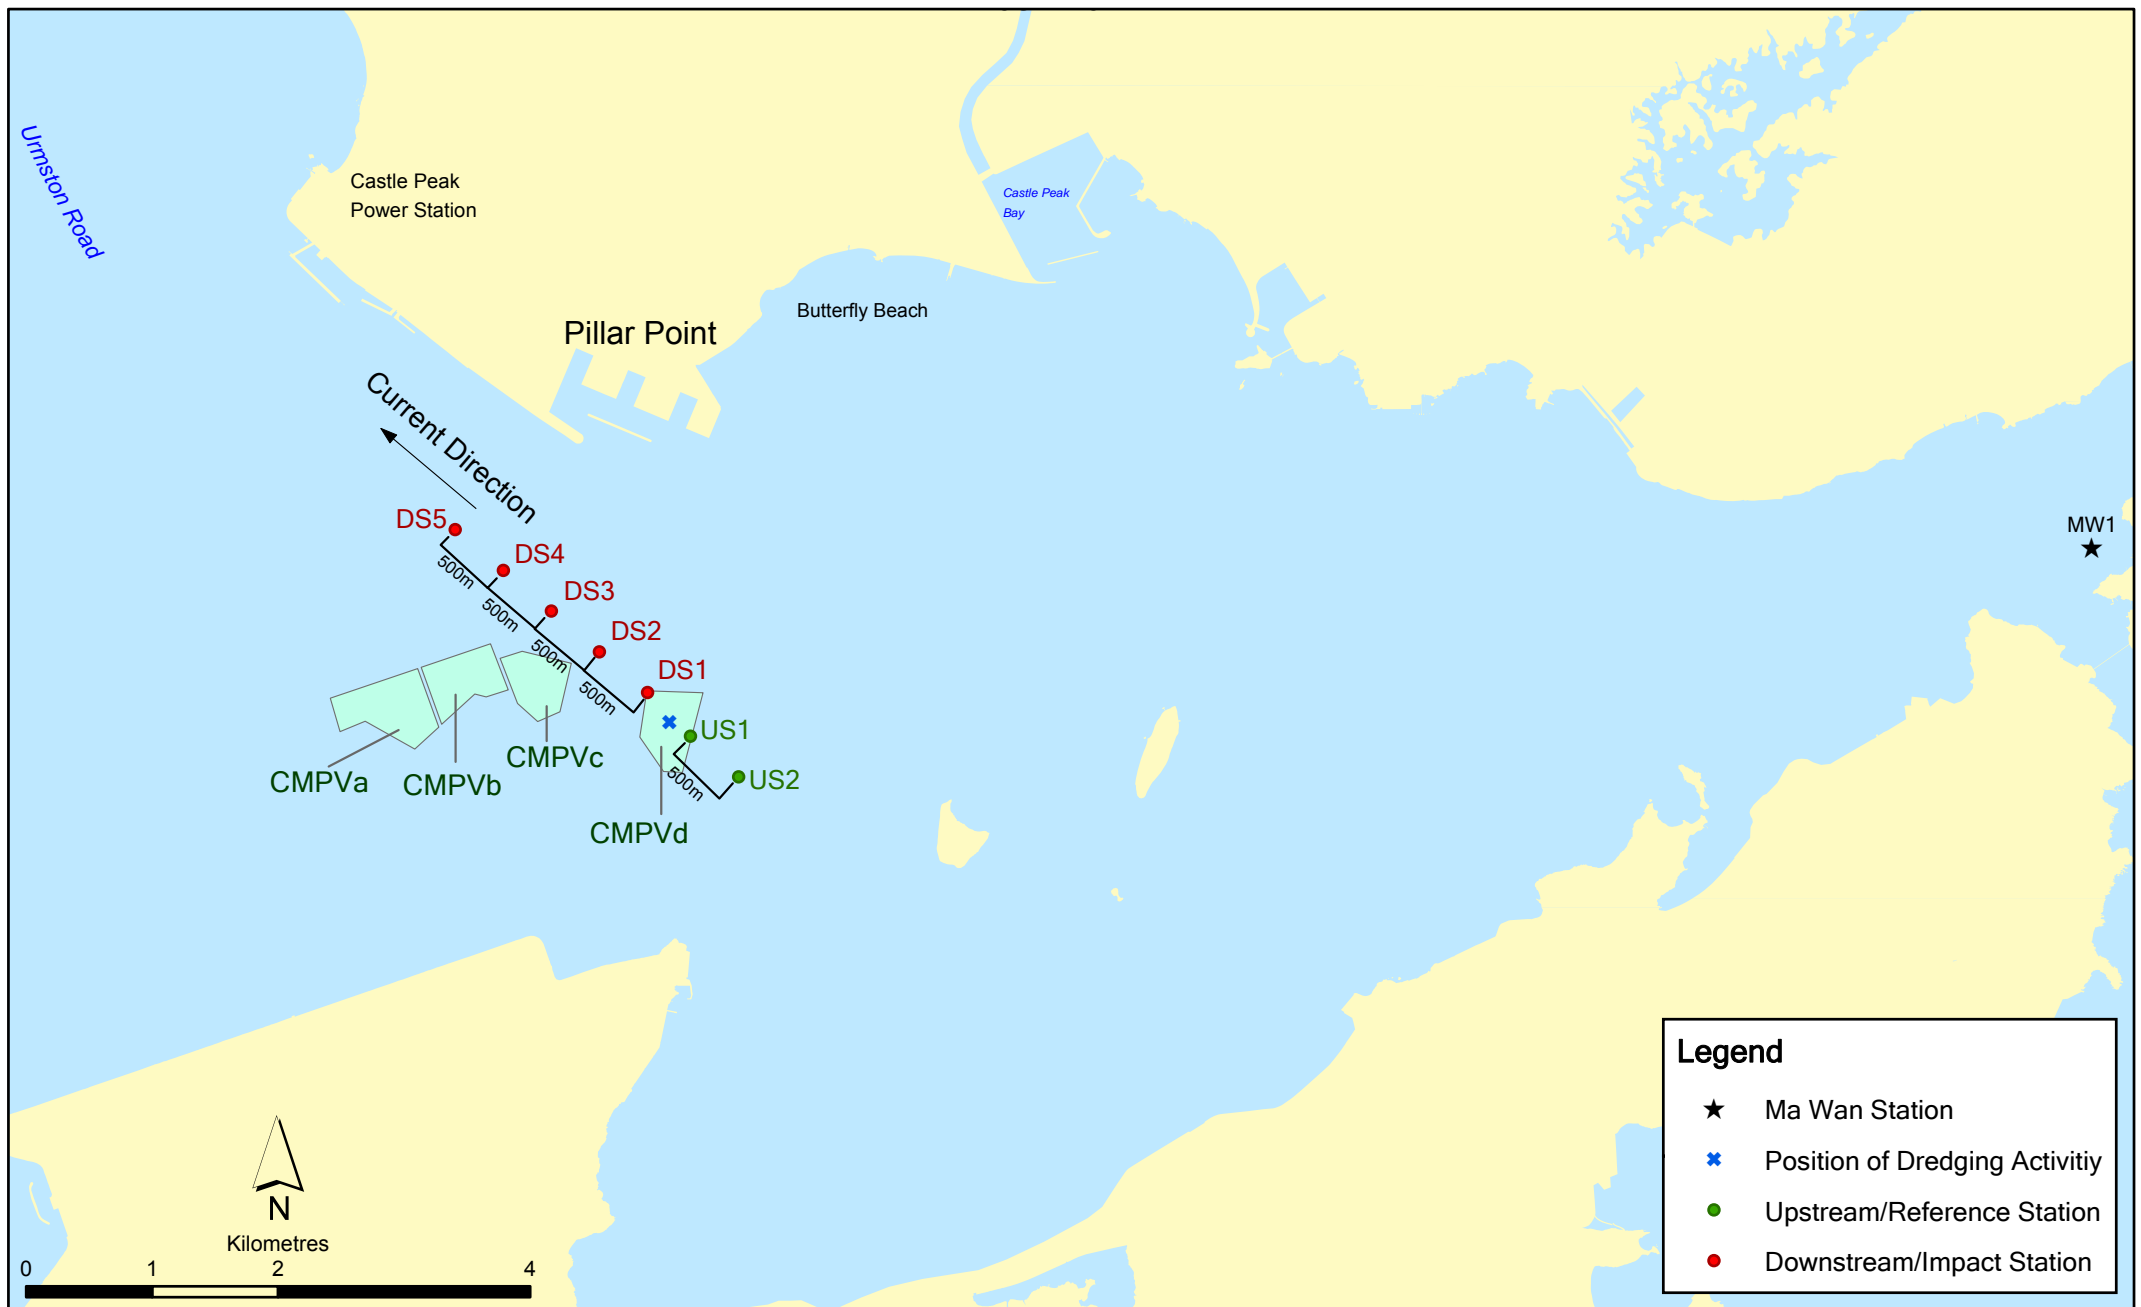 Urmston Road
Castle Peak
Power Station
Castle Peak
Bay
Butterfly Beach
Pillar Point
Current Direction
MW1
DS5
DS4
DS3
DS2
DS1
500m
500m
500m
500m
US1
US2
500m
CMPVa
CMPVb
CMPVc
CMPVd
N
Kilometres
0 1 2 4
Legend
Ma Wan Station
Position of Dredging Activitiy
Upstream/Reference Station
Downstream/Impact Station